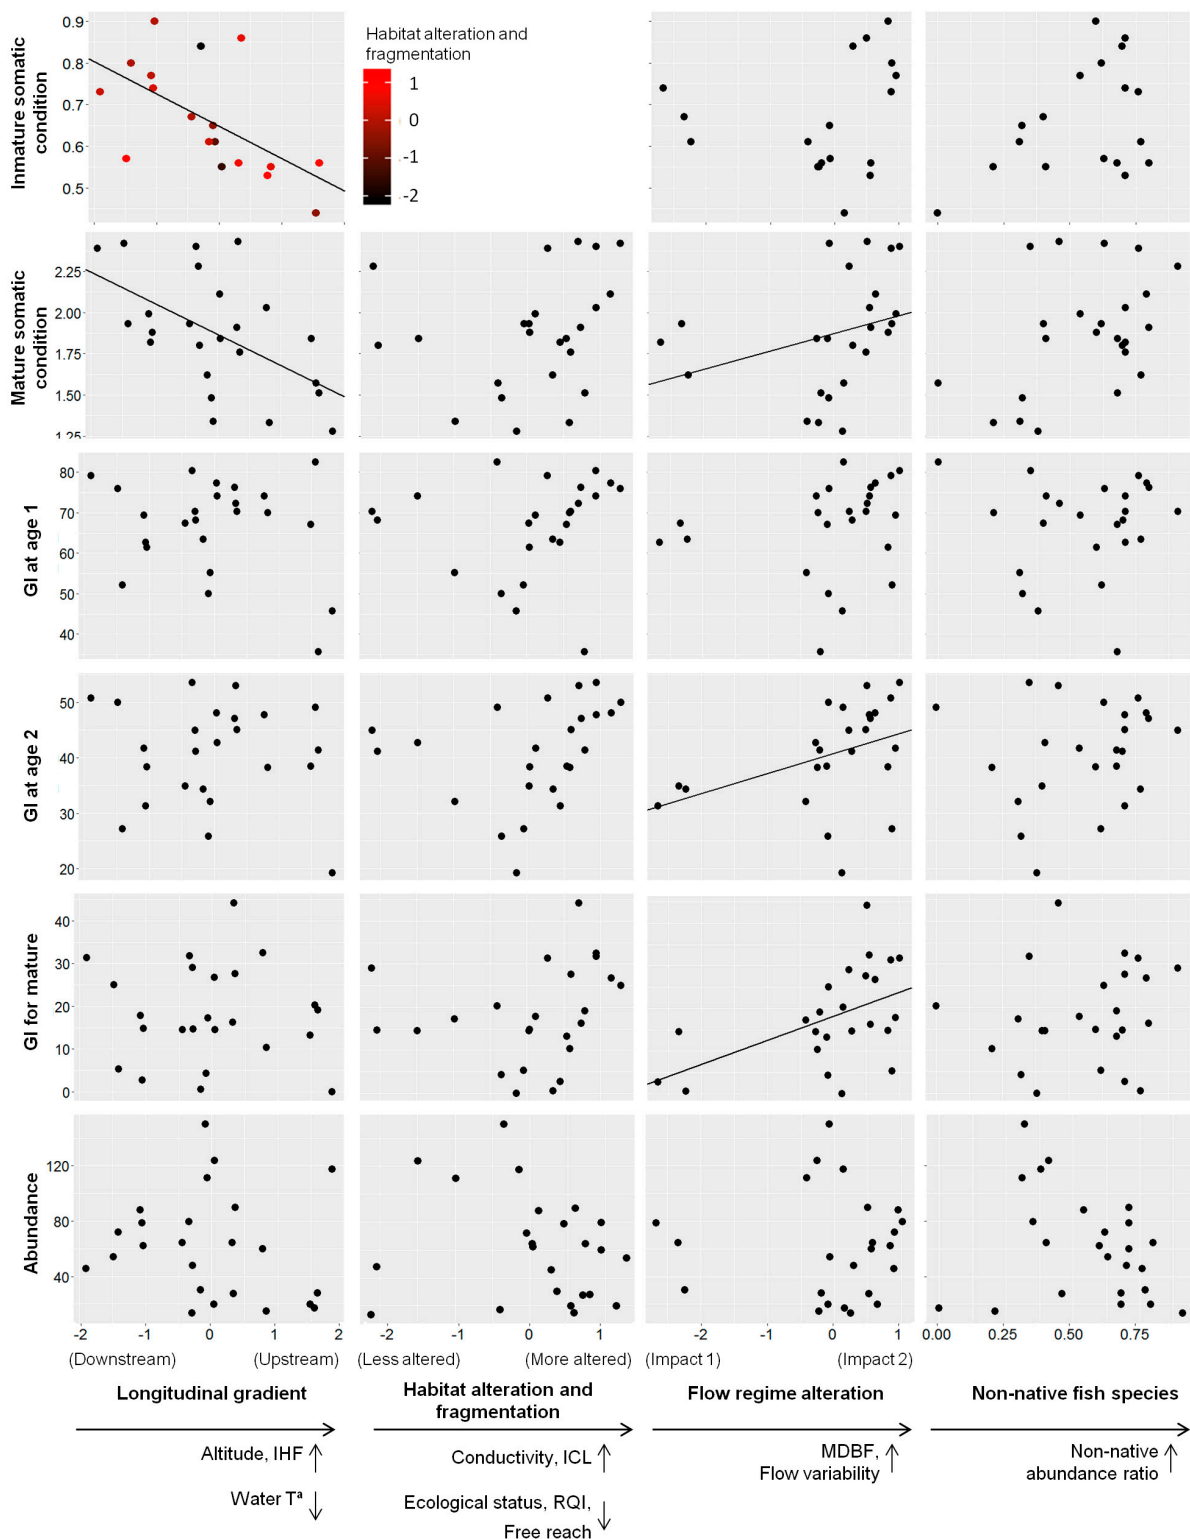 Inmature somatic
condition
0.9
0.8
0.7
0.6
0.5
Habitat alteration and
fragmentation
1
0
-1
-2
Mature somatic
condition
2.25
2.00
1.75
1.50
1.25
GI at age 1
80
70
60
50
40
GI at age 2
50
40
30
20
GI for mature
40
30
20
10
0
Abundance
120
80
40
-2 -1 0 1 2
-2 -1 0 1
-2 -1 0 1
0.00 0.25 0.50 0.75
(Downstream) (Upstream)
(Less altered) (More altered)
(Impact 1) (Impact 2)
Longitudinal gradient
Habitat alteration and
fragmentation
Flow regime alteration
Non-native fish species
Altitude, IHF
Water Tª
Conductivity, ICL
Ecological status, RQI,
Free reach
MDBF,
Flow variability
Non-native
abundance ratio